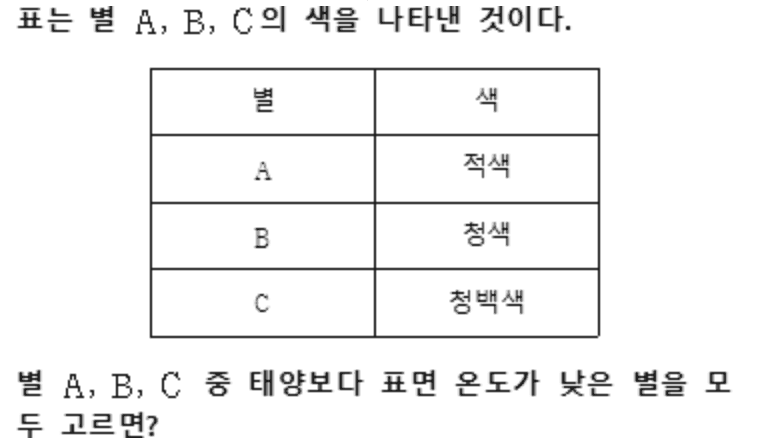 표는 별 A, B, C의 색을 나타낸 것이다.
별 색
A 적색
B 청색
C 청백색
별 A, B, C 중 태양보다 표면 온도가 낮은 별을 모
두 고르면?